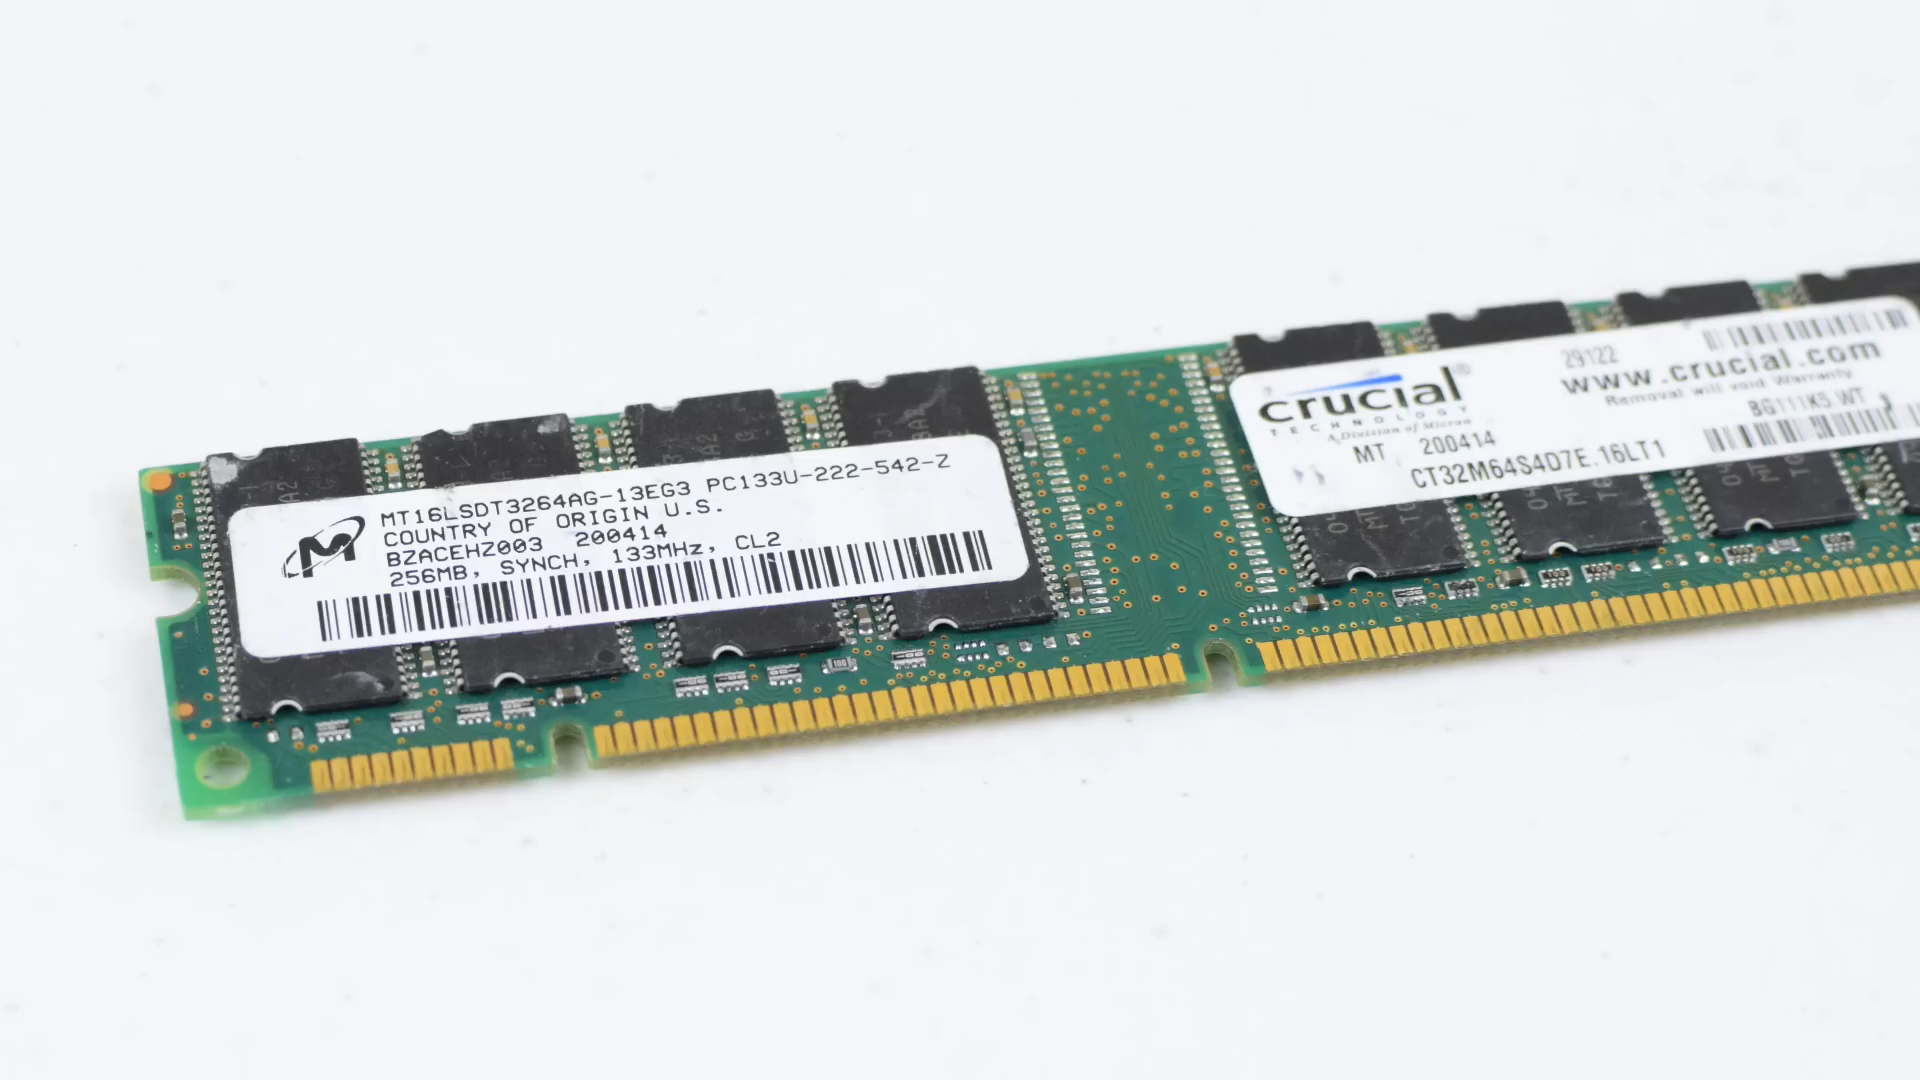 MT16LSDT3264AG-13EG3 PC133U-222-542-Z
COUNTRY OF ORIGIN U.S.
BZACEHZ003 200414
256MB, SYNCH, 133MHz, CL2
crucial®
TECHNOLOGY
A Division of Micron
MT 200414
CT32M64S4D7E.16LT1
29122
www.crucial.com
Removal will void Warranty
BG111K5.WT
100